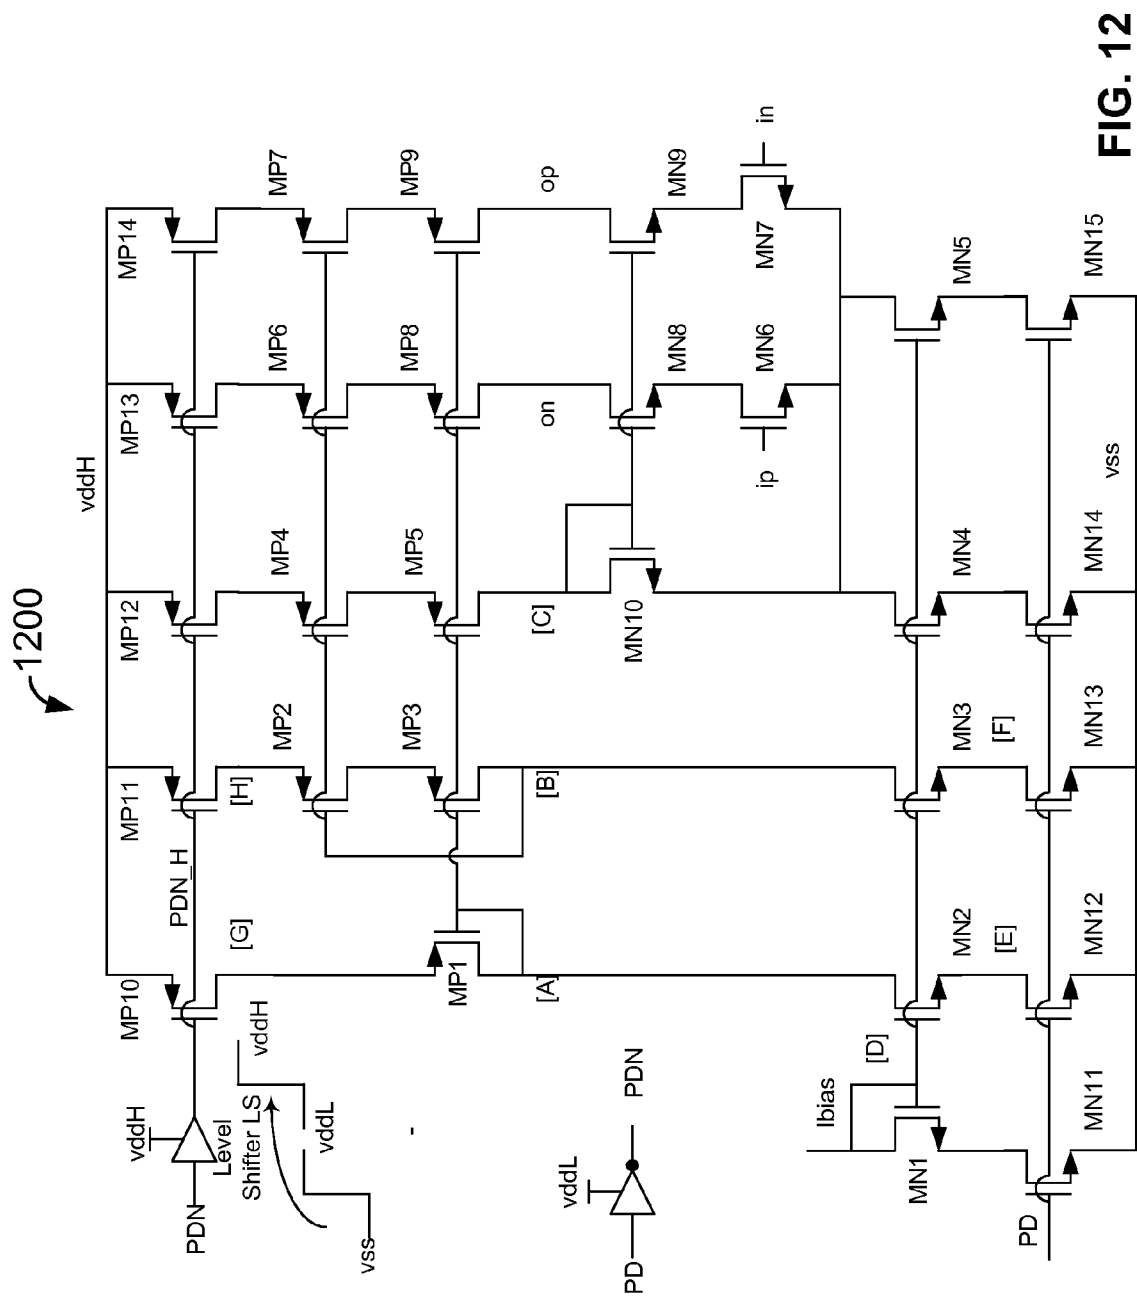 1200
vddH
MP10
MP11
MP12
MP13
MP14
vddH
PDN
Level
Shifter LS
PDN_H
[G]
[H]
vddH
vddL
vss
MP2
MP4
MP6
MP7
MP1
MP3
MP5
MP8
MP9
[A]
[B]
[C]
on
op
PD
vddL
PDN
MN10
MN8
MN9
ip
MN6
MN7
in
Ibias
[D]
MN1
MN2
MN3
MN4
MN5
[E]
[F]
PD
MN11
MN12
MN13
MN14
MN15
vss
FIG. 12